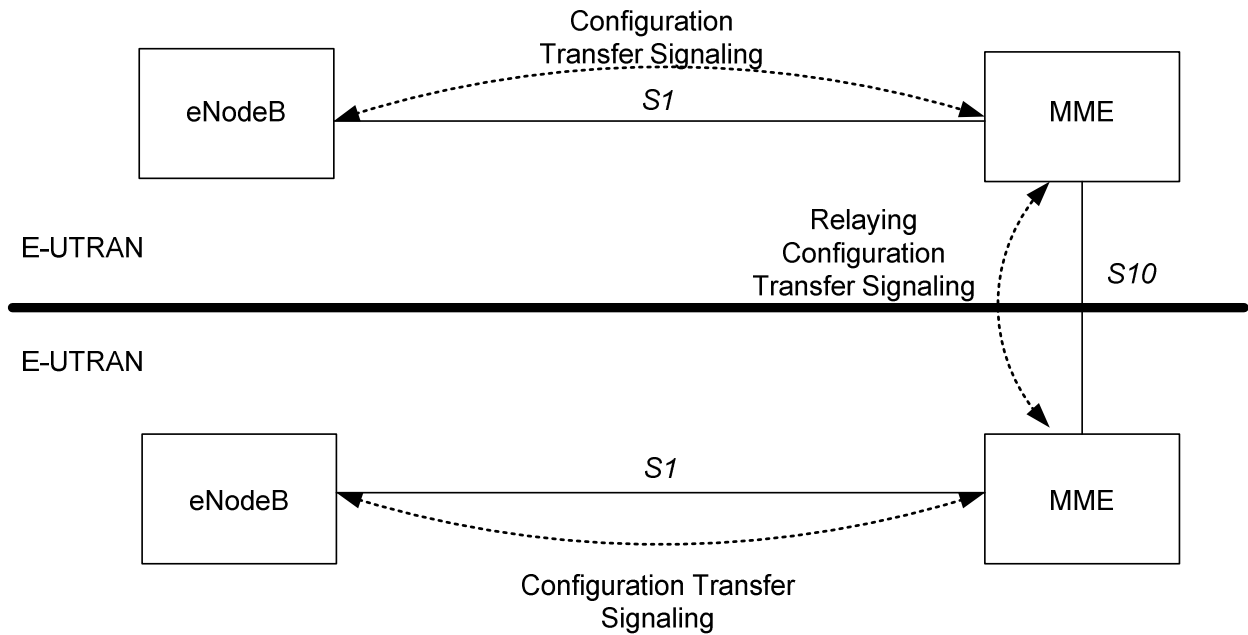 Configuration
Transfer Signaling
eNodeB
S1
MME
Relaying
Configuration
Transfer Signaling
E-UTRAN
S10
E-UTRAN
eNodeB
S1
MME
Configuration Transfer
Signaling